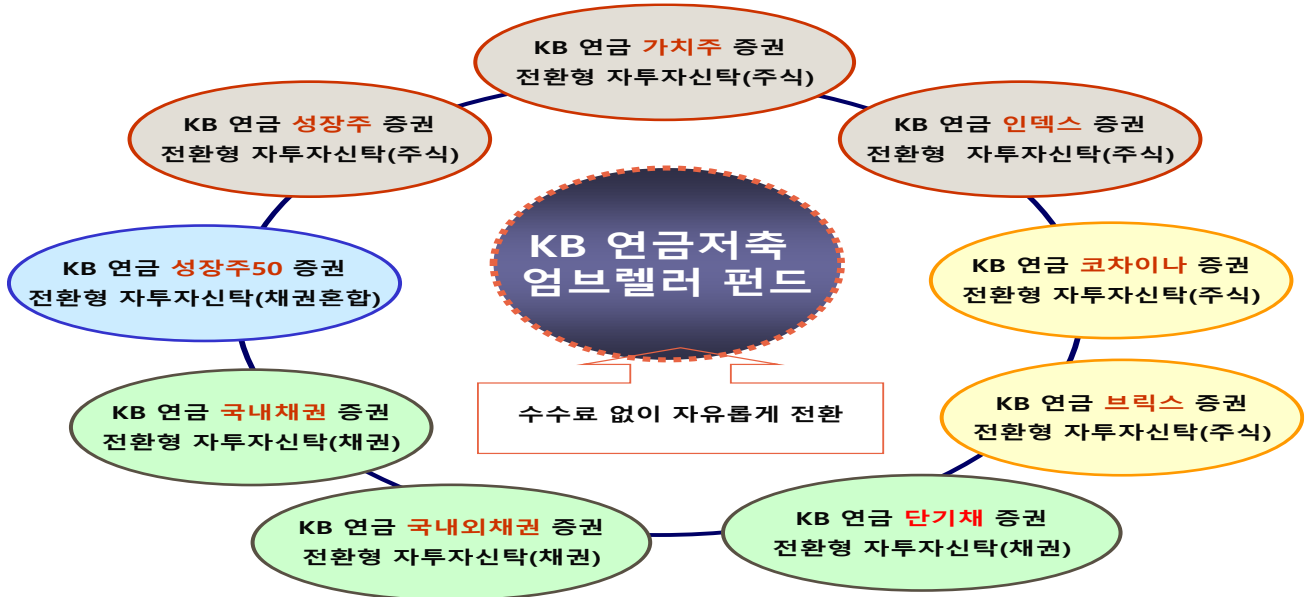 KB 연금 가치주 증권
전환형 자투자신탁(주식)
KB 연금 성장주 증권
전환형 자투자신탁(주식)
KB 연금 인덱스 증권
전환형 자투자신탁(주식)
KB 연금저축
엄브렐러 펀드
KB 연금 성장주50 증권
전환형 자투자신탁(채권혼합)
KB 연금 코차이나 증권
전환형 자투자신탁(주식)
KB 연금 국내채권 증권
전환형 자투자신탁(채권)
수수료 없이 자유롭게 전환
KB 연금 브릭스 증권
전환형 자투자신탁(주식)
KB 연금 국내외채권 증권
전환형 자투자신탁(채권)
KB 연금 단기채 증권
전환형 자투자신탁(채권)